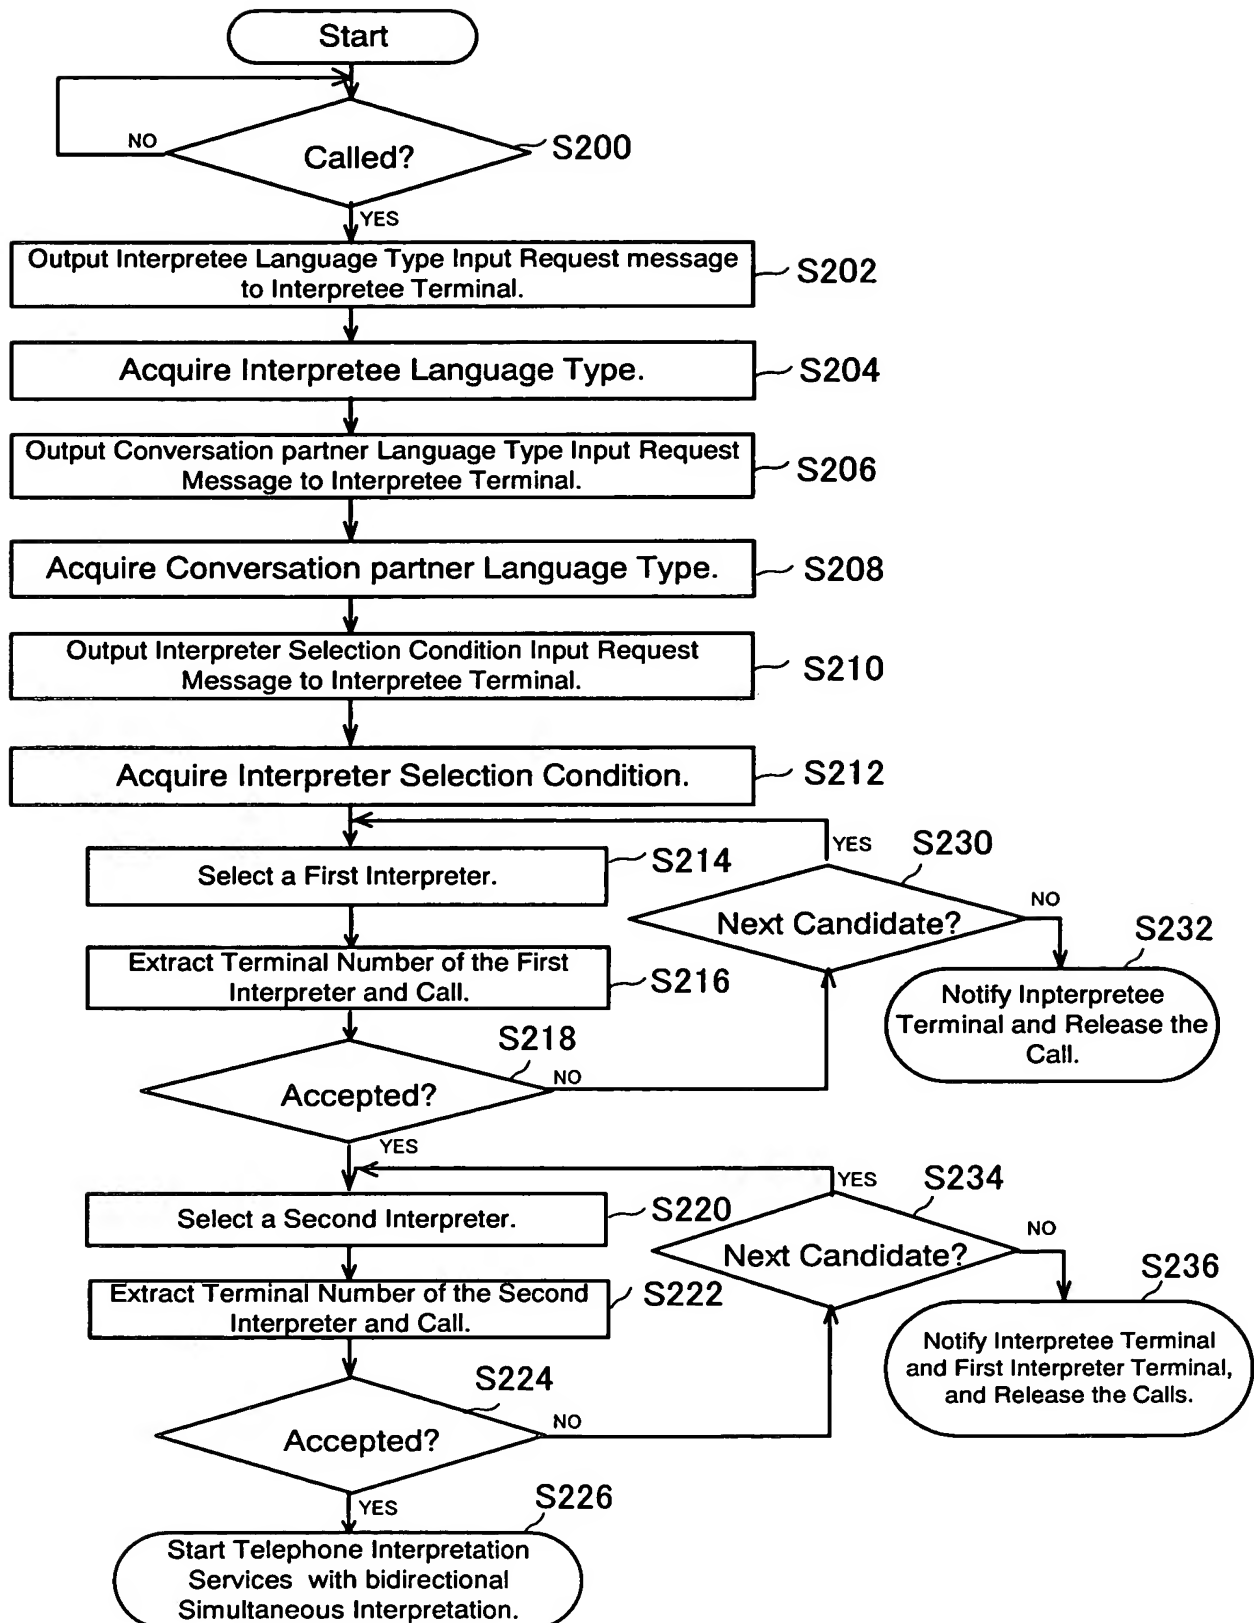 Start
NO
Called?
S200
YES
Output Interpretee Language Type Input Request message
to Interpretee Terminal.
S202
Acquire Interpretee Language Type.
S204
Output Conversation partner Language Type Input Request
Message to Interpretee Terminal.
S206
Acquire Conversation partner Language Type.
S208
Output Interpreter Selection Condition Input Request
Message to Interpretee Terminal.
S210
Acquire Interpreter Selection Condition.
S212
Select a First Interpreter.
S214
YES
S230
Next Candidate?
NO
S232
Notify Inpterpretee
Terminal and Release the
Call.
Extract Terminal Number of the First
Interpreter and Call.
S216
S218
Accepted?
NO
YES
Select a Second Interpreter.
S220
YES
S234
Next Candidate?
NO
S236
Notify Interpretee Terminal
and First Interpreter Terminal,
and Release the Calls.
Extract Terminal Number of the Second
Interpreter and Call.
S222
S224
Accepted?
NO
YES
S226
Start Telephone Interpretation
Services with bidirectional
Simultaneous Interpretation.